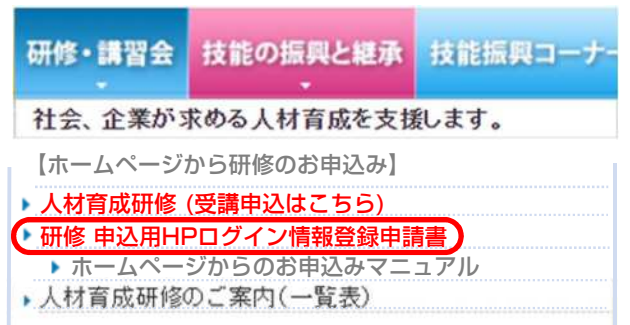 研修・講習会 技能の振興と継承 技能振興コーナー
社会、企業が求める人材育成を支援します。
【ホームページから研修のお申込み】
人材育成研修 (受講申込はこちら)
研修 申込用HPログイン情報登録申請書
ホームページからのお申込みマニュアル
人材育成研修のご案内(一覧表)